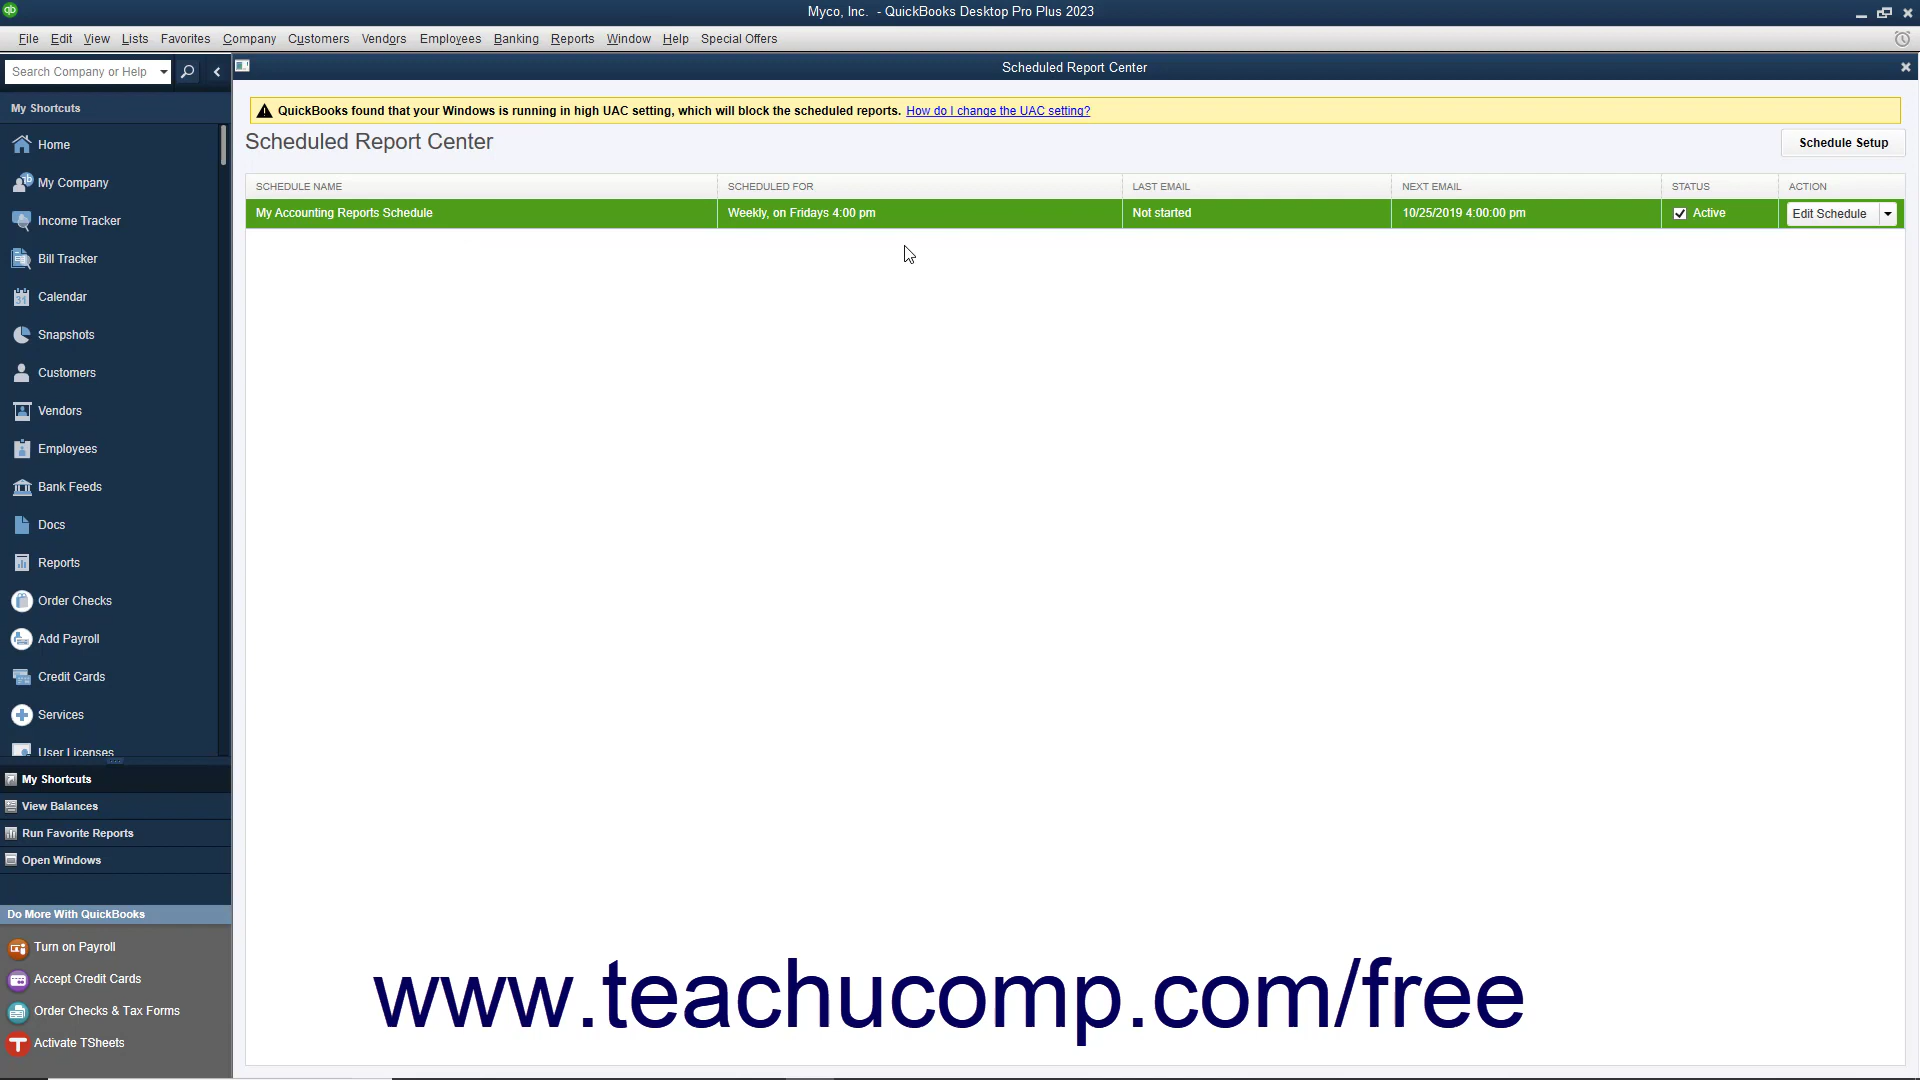 Myco, Inc. - QuickBooks Desktop Pro Plus 2023
File Edit View Lists Favorites Company Customers Vendors Employees Banking Reports Window Help Special Offers
Search Company or Help
Scheduled Report Center
My Shortcuts
QuickBooks found that your Windows is running in high UAC setting, which will block the scheduled reports. How do I change the UAC setting?
Scheduled Report Center
Schedule Setup
SCHEDULE NAME SCHEDULED FOR LAST EMAIL NEXT EMAIL STATUS ACTION
My Accounting Reports Schedule Weekly, on Fridays 4:00 pm Not started 10/25/2019 4:00:00 pm Active Edit Schedule
Home
My Company
Income Tracker
Bill Tracker
Calendar
Snapshots
Customers
Vendors
Employees
Bank Feeds
Docs
Reports
Order Checks
Add Payroll
Credit Cards
Services
User Licenses
My Shortcuts
View Balances
Run Favorite Reports
Open Windows
Do More With QuickBooks
Turn on Payroll
Accept Credit Cards
Order Checks & Tax Forms
Activate TSheets
www.teachucomp.com/free